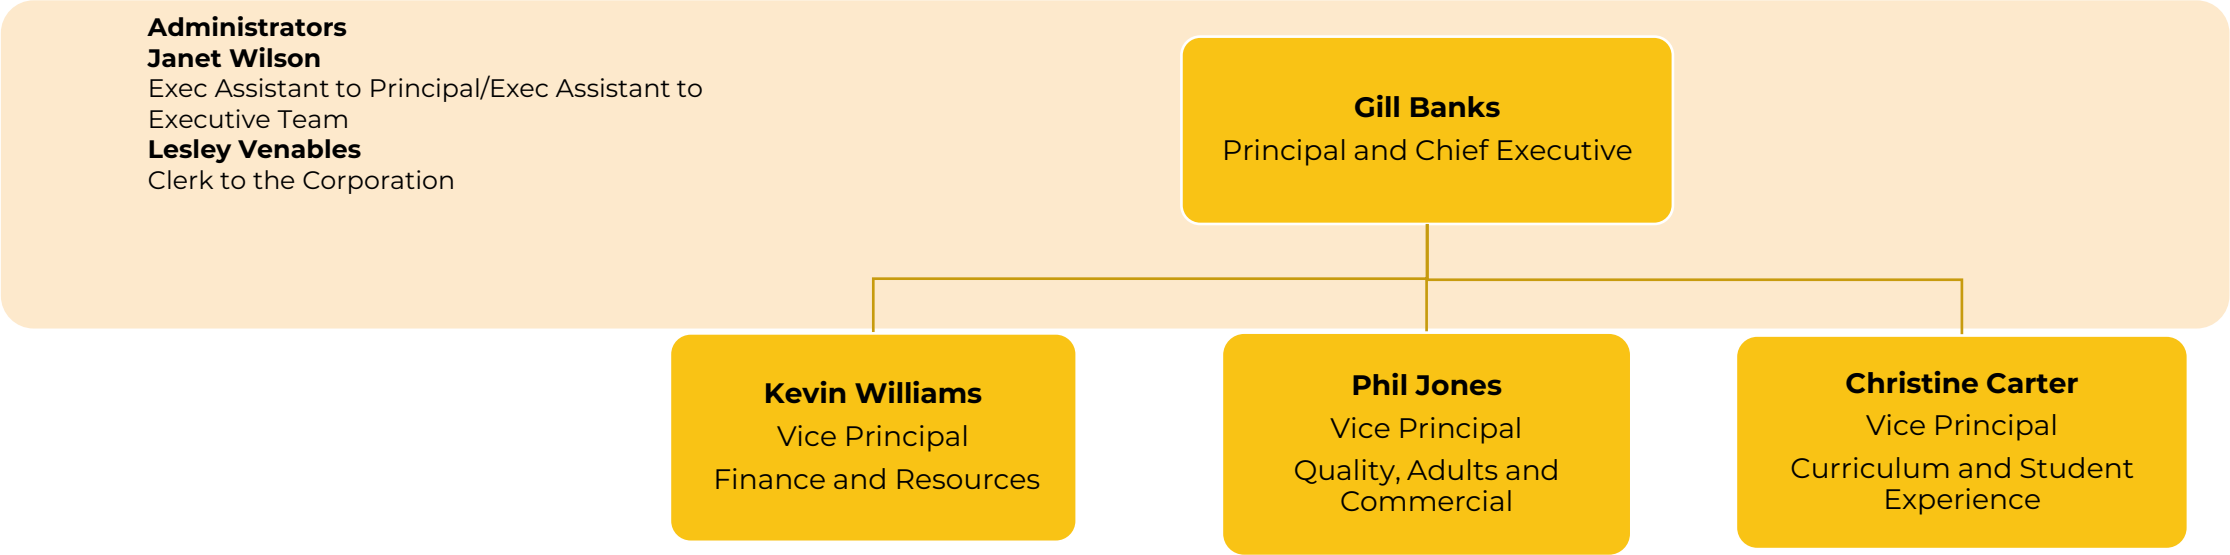 Administrators
Janet Wilson
Exec Assistant to Principal/Exec Assistant to
Executive Team
Lesley Venables
Clerk to the Corporation
Gill Banks
Principal and Chief Executive
Kevin Williams
Vice Principal
Finance and Resources
Phil Jones
Vice Principal
Quality, Adults and
Commercial
Christine Carter
Vice Principal
Curriculum and Student
Experience